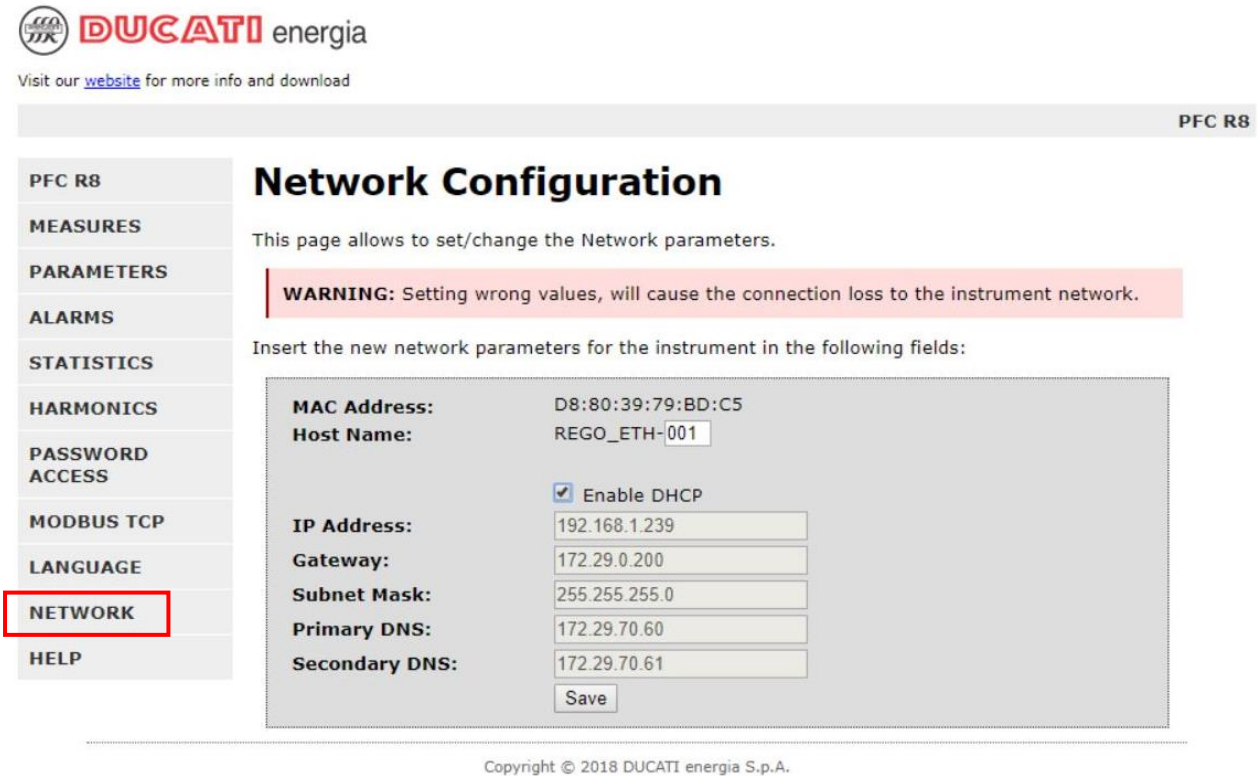 DUCATI energia
Visit our website for more info and download
PFC R8
PFC R8
MEASURES
PARAMETERS
ALARMS
STATISTICS
HARMONICS
PASSWORD
ACCESS
MODBUS TCP
LANGUAGE
NETWORK
HELP
Network Configuration
This page allows to set/change the Network parameters.
WARNING: Setting wrong values, will cause the connection loss to the instrument network.
Insert the new network parameters for the instrument in the following fields:
MAC Address: D8:80:39:79:BD:C5
Host Name: REGO_ETH-001
Enable DHCP
IP Address: 192.168.1.239
Gateway: 172.29.0.200
Subnet Mask: 255.255.255.0
Primary DNS: 172.29.70.60
Secondary DNS: 172.29.70.61
Save
Copyright © 2018 DUCATI energia S.p.A.